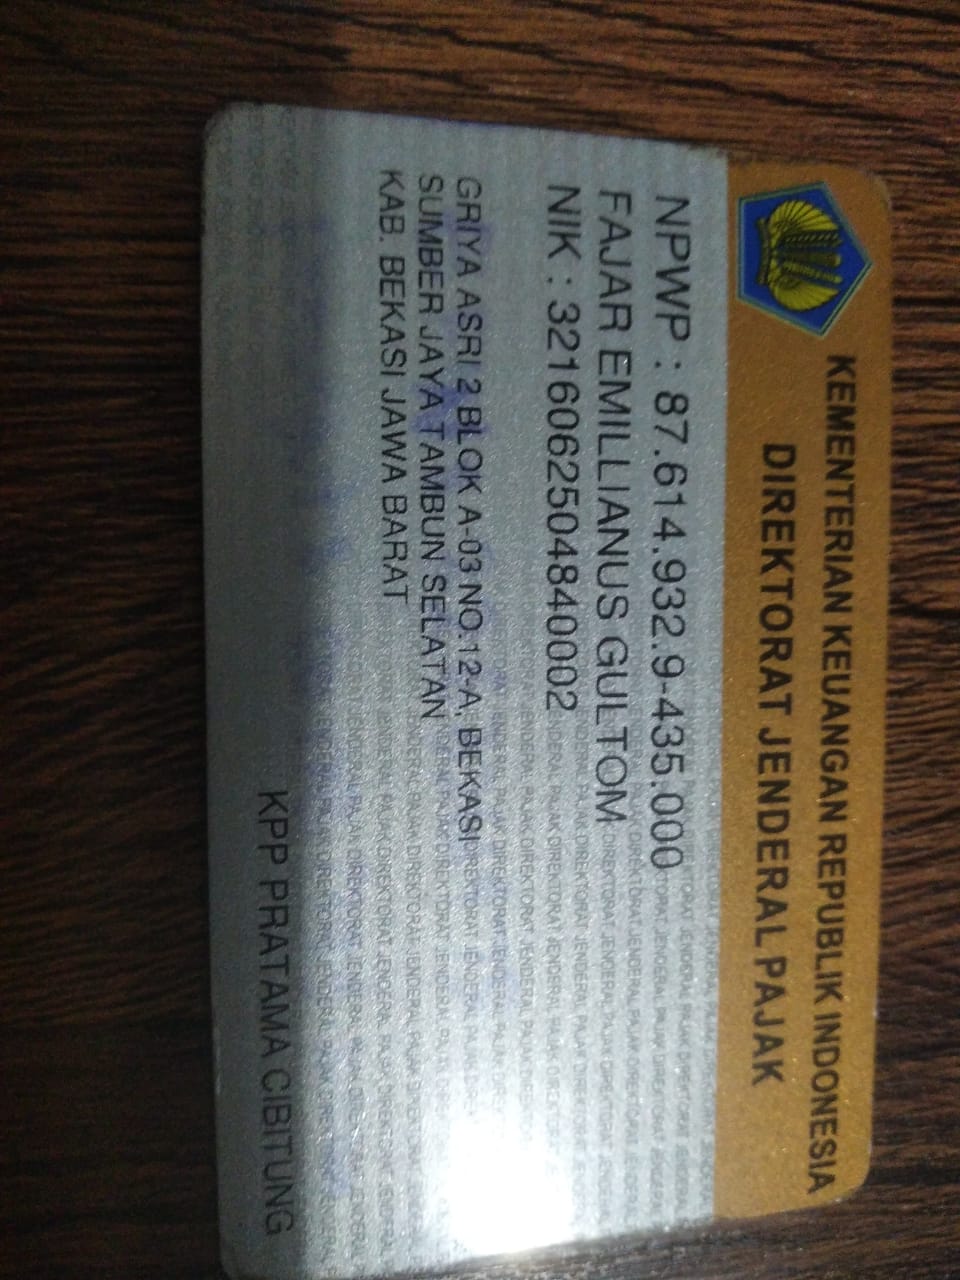 KEMENTERIAN KEUANGAN REPUBLIK INDONESIA
DIREKTORAT JENDERAL PAJAK
NPWP : 87.614.932.9-435.000
FAJAR EMILLIANUS GULTOM
NIK : 3216062504840002
GRIYA ASRI 2 BLOK A-03 NO.12-A, BEKASI
SUMBER JAYA TAMBUN SELATAN
KAB. BEKASI JAWA BARAT
KPP PRATAMA CIBITUNG